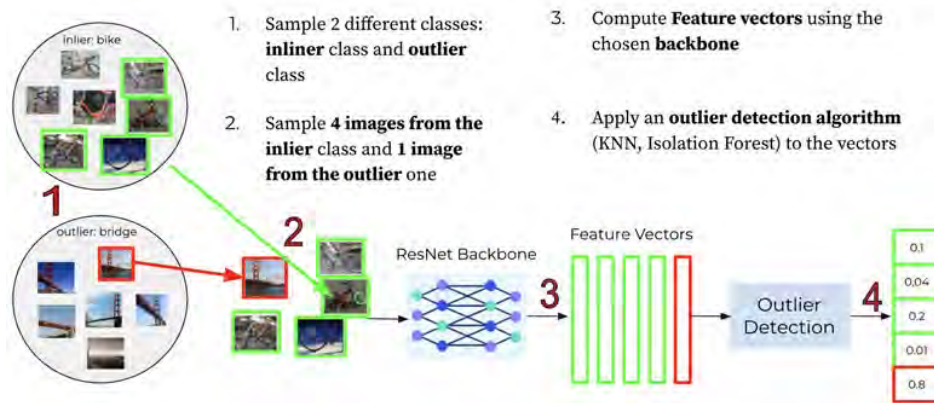 1. Sample 2 different classes:
inliner class and outlier
class
2. Sample 4 images from the
inlier class and 1 image
from the outlier one
3. Compute Feature vectors using the
chosen backbone
4. Apply an outlier detection algorithm
(KNN, Isolation Forest) to the vectors
inlier: bike
1
outlier: bridge
2
ResNet Backbone
3
Feature Vectors
Outlier
Detection
4
0.1
0.04
0.2
0.01
0.8